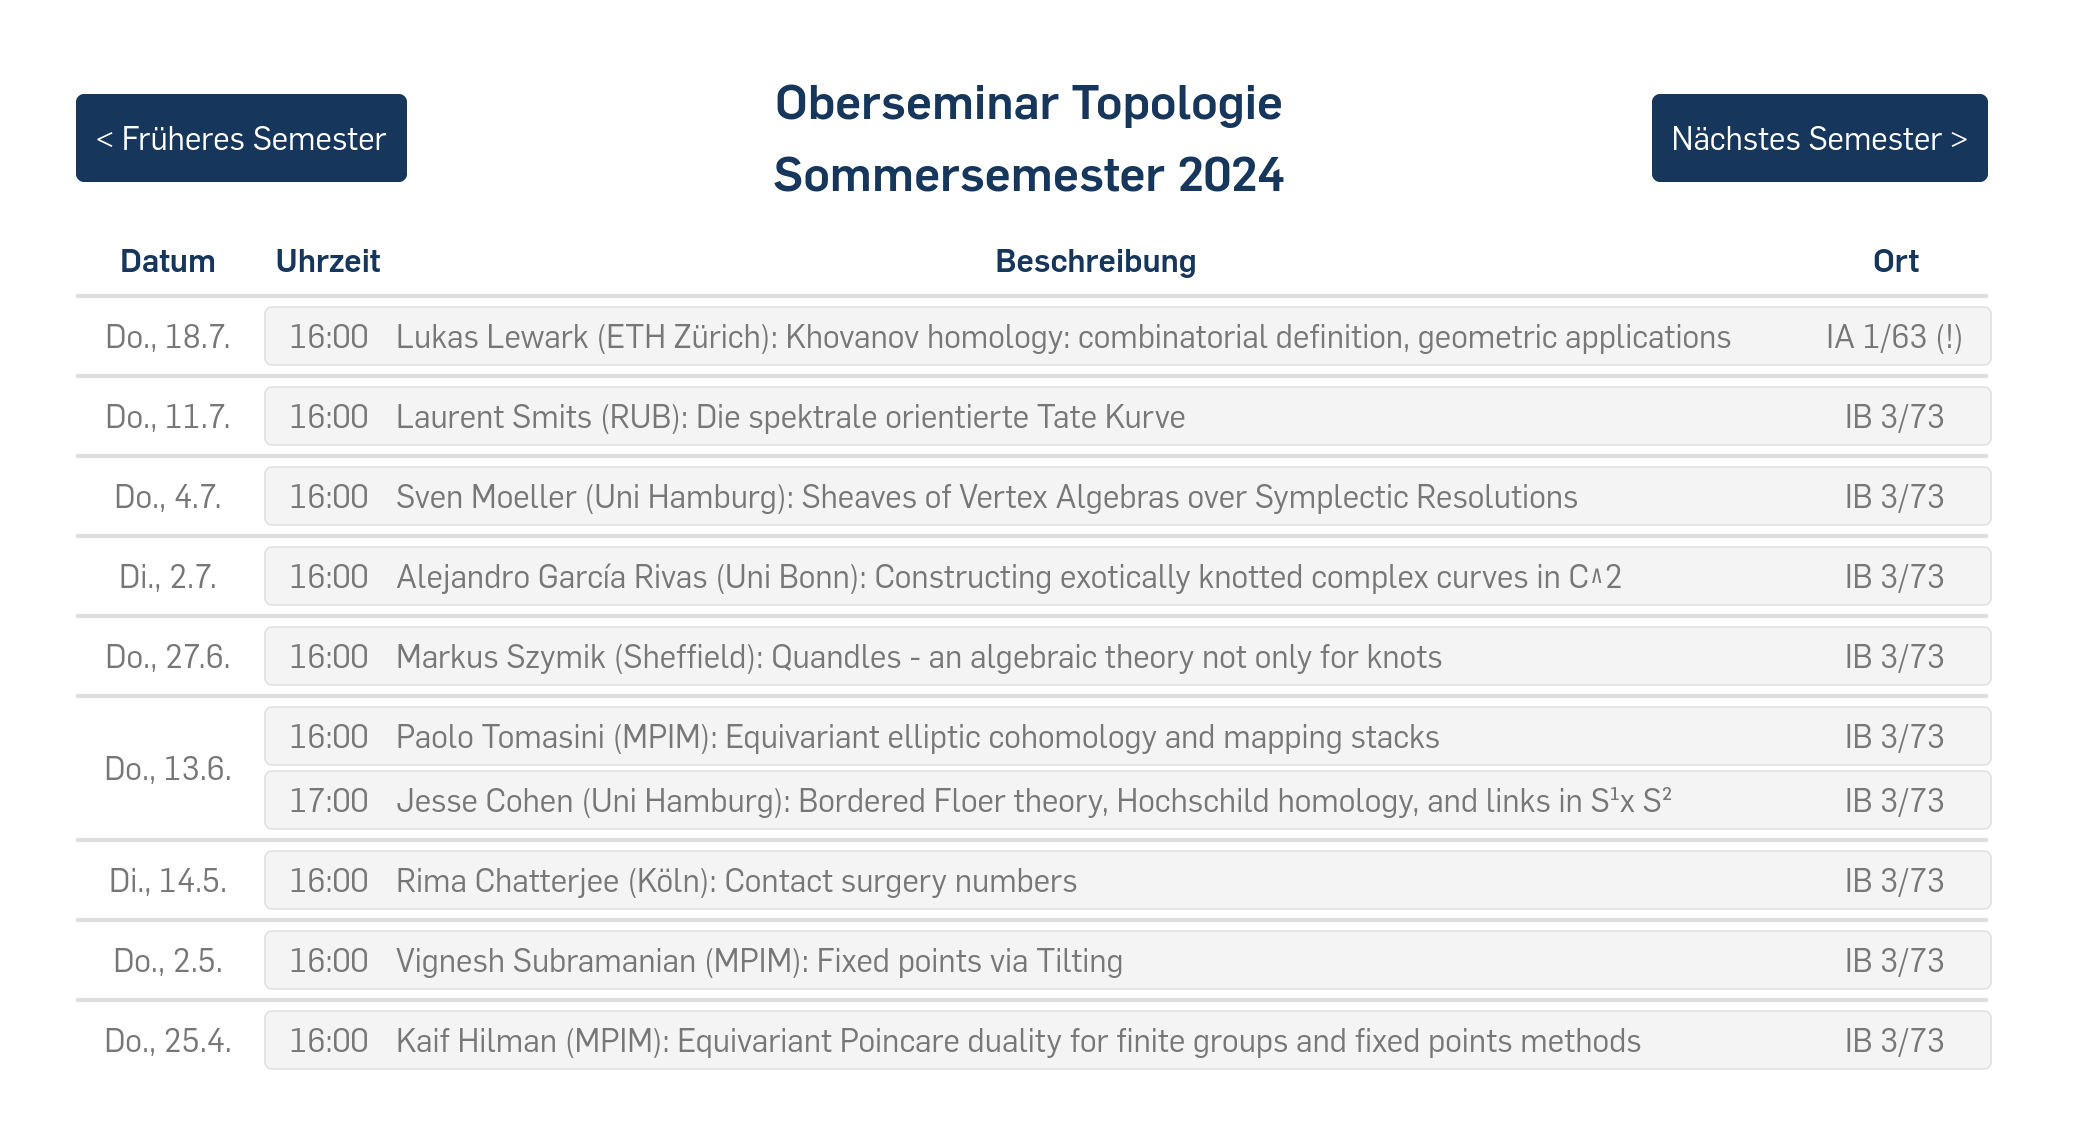 < Früheres Semester
Oberseminar Topologie
Sommersemester 2024
Nächstes Semester >
Datum Uhrzeit Beschreibung Ort
Do., 18.7. 16:00 Lukas Lewark (ETH Zürich): Khovanov homology: combinatorial definition, geometric applications IA 1/63 (!)
Do., 11.7. 16:00 Laurent Smits (RUB): Die spektrale orientierte Tate Kurve IB 3/73
Do., 4.7. 16:00 Sven Moeller (Uni Hamburg): Sheaves of Vertex Algebras over Symplectic Resolutions IB 3/73
Di., 2.7. 16:00 Alejandro García Rivas (Uni Bonn): Constructing exotically knotted complex curves in C^2 IB 3/73
Do., 27.6. 16:00 Markus Szymik (Sheffield): Quandles - an algebraic theory not only for knots IB 3/73
Do., 13.6. 16:00 Paolo Tomasini (MPIM): Equivariant elliptic cohomology and mapping stacks IB 3/73
17:00 Jesse Cohen (Uni Hamburg): Bordered Floer theory, Hochschild homology, and links in S¹x S² IB 3/73
Di., 14.5. 16:00 Rima Chatterjee (Köln): Contact surgery numbers IB 3/73
Do., 2.5. 16:00 Vignesh Subramanian (MPIM): Fixed points via Tilting IB 3/73
Do., 25.4. 16:00 Kaif Hilman (MPIM): Equivariant Poincare duality for finite groups and fixed points methods IB 3/73